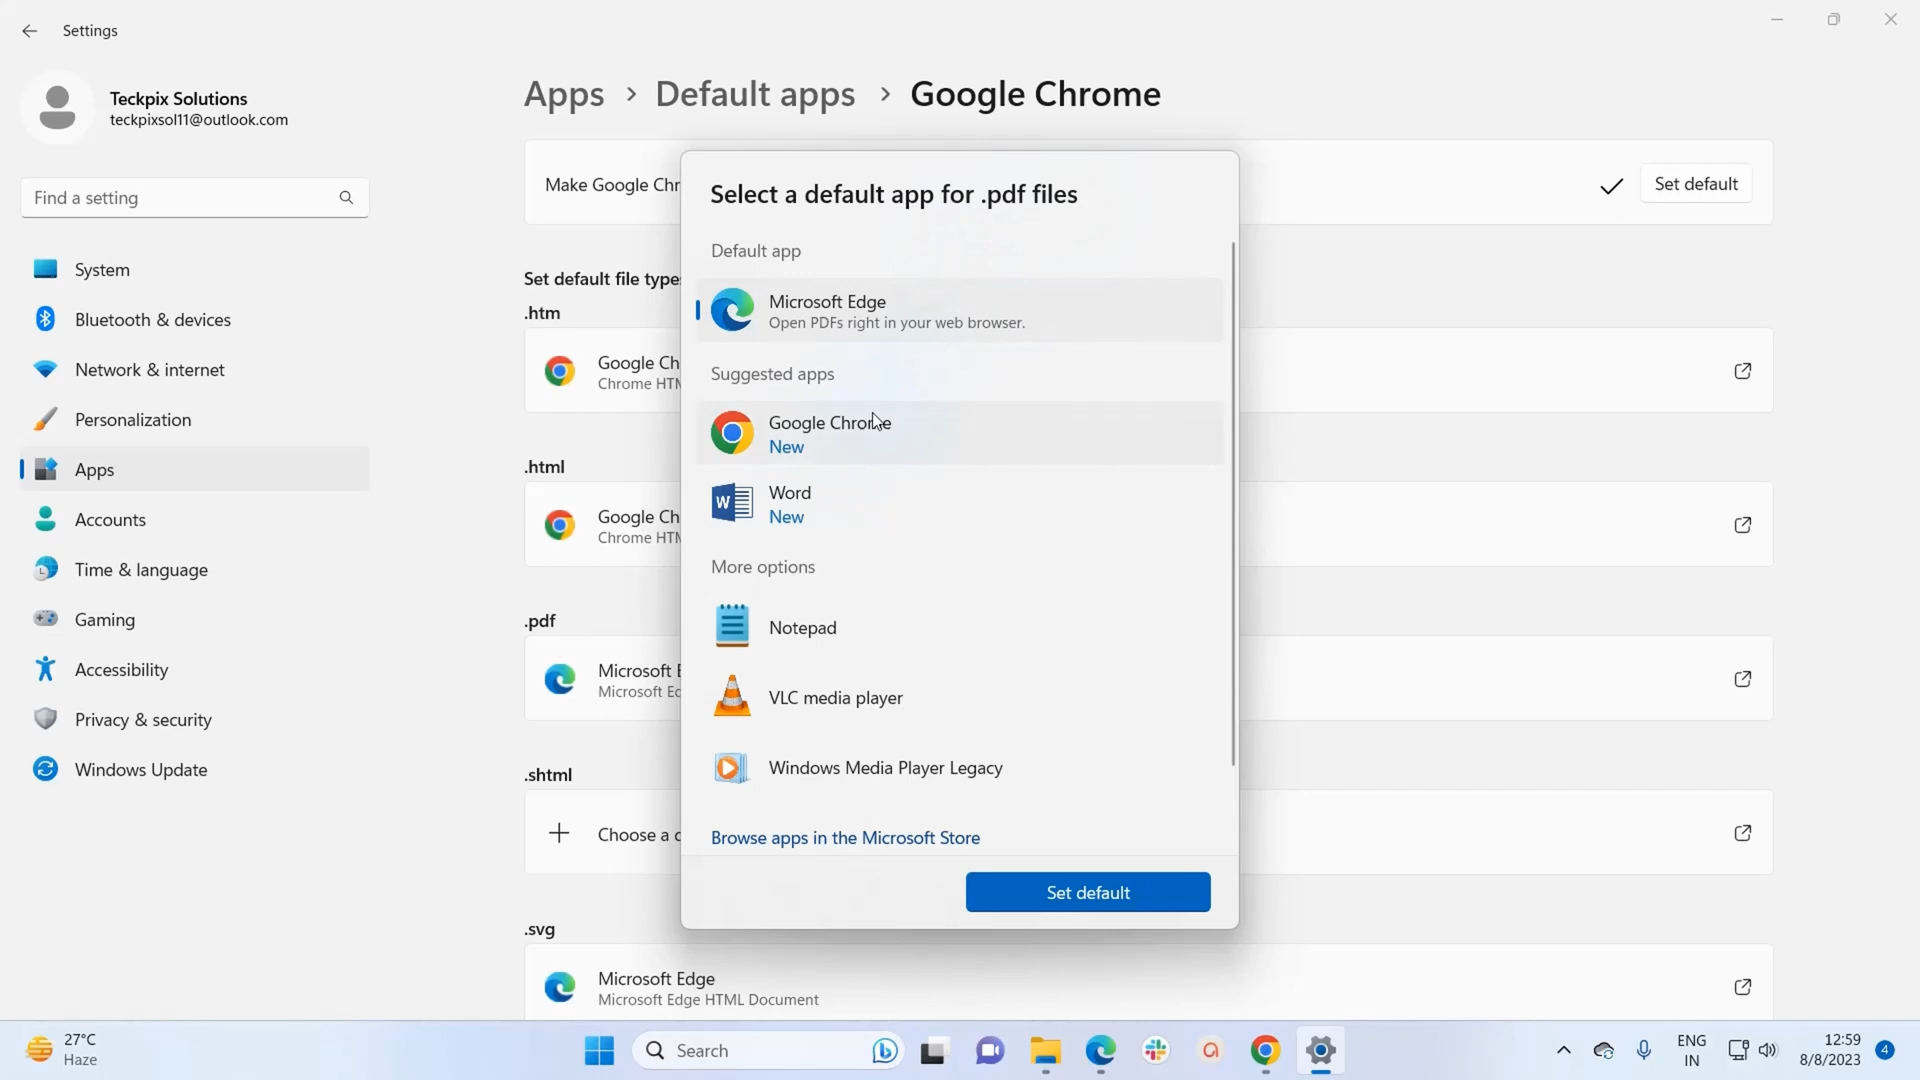 Settings
Teckpix Solutions
teckpixsol11@outlook.com
Find a setting
System
Bluetooth & devices
Network & internet
Personalization
Apps
Accounts
Time & language
Gaming
Accessibility
Privacy & security
Windows Update
Apps > Default apps > Google Chrome
Make Google Chr
Set default
Set default file type
.htm
Google Ch
Chrome HTM
.html
Google Ch
Chrome HTM
.pdf
Microsoft E
Microsoft Ed
.shtml
Choose a d
.svg
Microsoft Edge
Microsoft Edge HTML Document
Select a default app for .pdf files
Default app
Microsoft Edge
Open PDFs right in your web browser.
Suggested apps
Google Chrome
New
Word
New
More options
Notepad
VLC media player
Windows Media Player Legacy
Browse apps in the Microsoft Store
Set default
27°C
Haze
Search
ENG
IN
12:59
8/8/2023
4